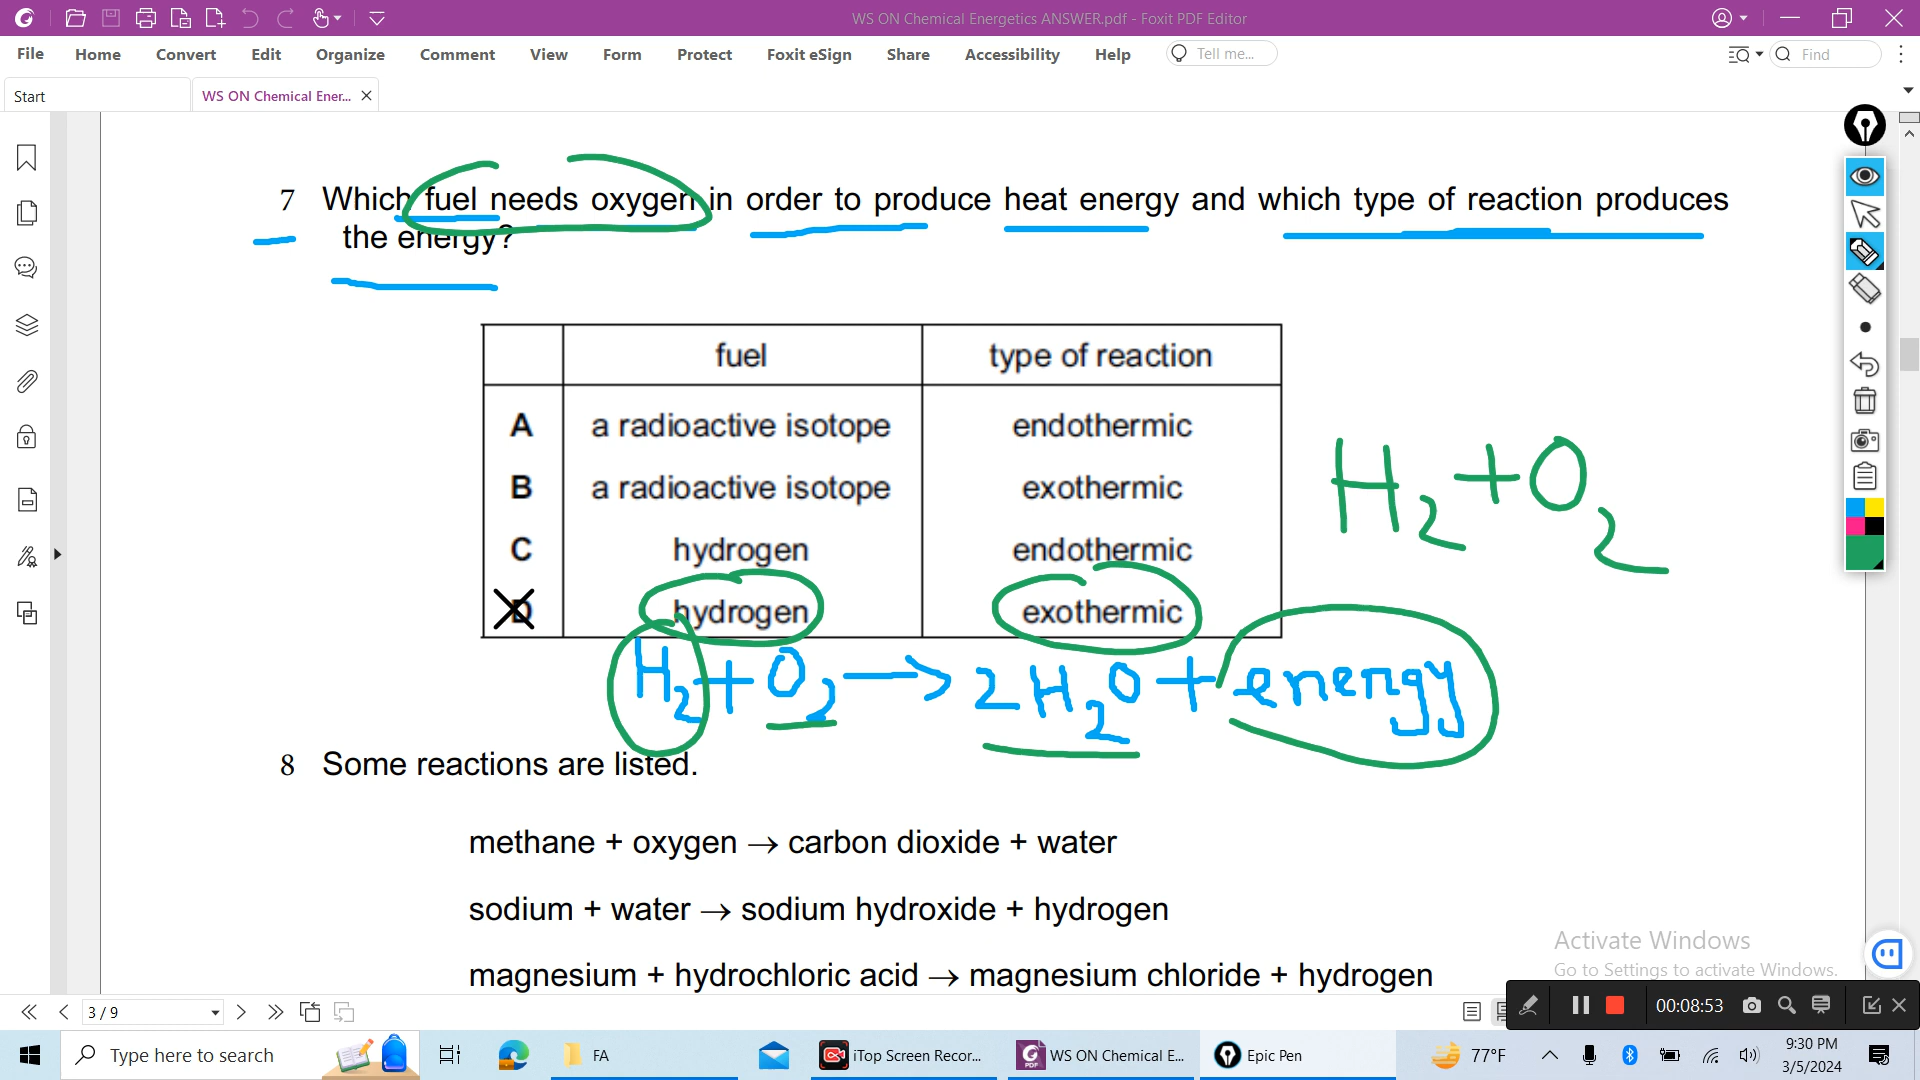 WS ON Chemical Energetics ANSWER.pdf - Foxit PDF Editor
File Home Convert Edit Organize Comment View Form Protect Foxit eSign Share Accessibility Help Tell me... Find
Start WS ON Chemical Ener...
7 Which fuel needs oxygen in order to produce heat energy and which type of reaction produces
the energy?
fuel type of reaction
A a radioactive isotope endothermic
B a radioactive isotope exothermic
C hydrogen endothermic
D hydrogen exothermic
H2+O2
H2+O2→2H2O+energy
8 Some reactions are listed.
methane + oxygen → carbon dioxide + water
sodium + water → sodium hydroxide + hydrogen
magnesium + hydrochloric acid → magnesium chloride + hydrogen
Activate Windows
Go to Settings to activate Windows.
3 / 9
00:08:53
Type here to search FA iTop Screen Recor... WS ON Chemical E... Epic Pen 77°F 9:30 PM
3/5/2024